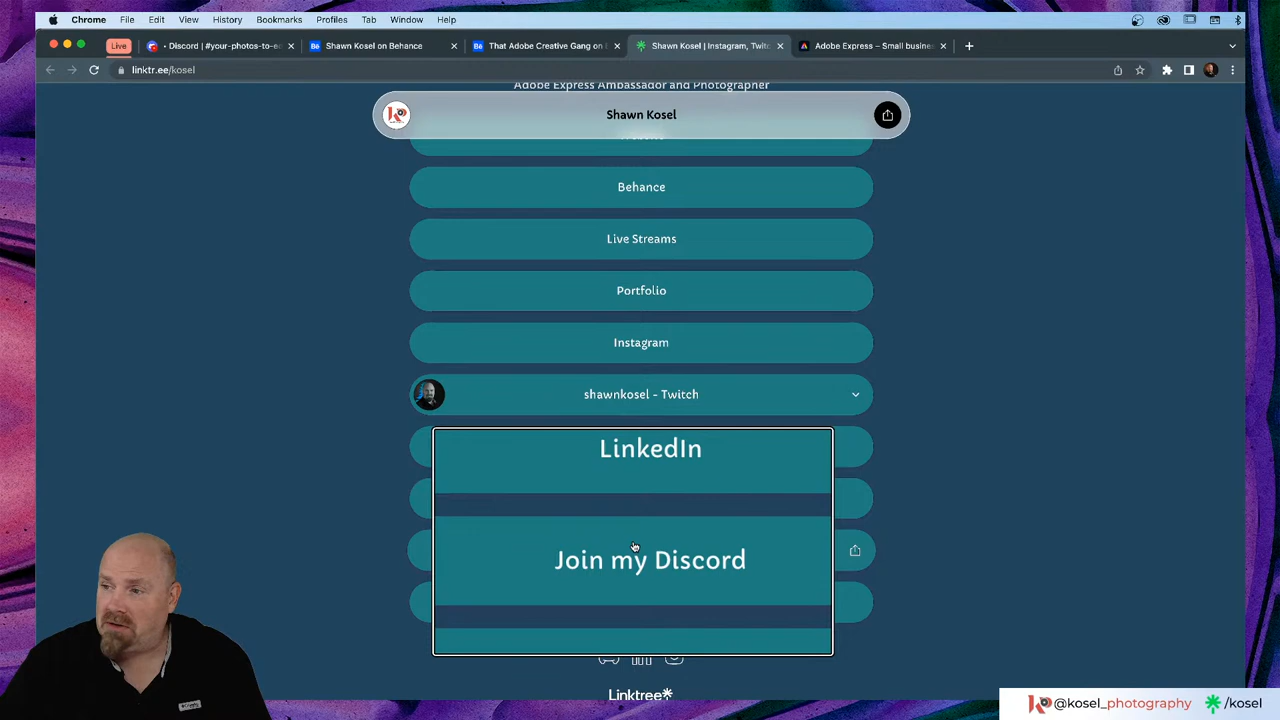 Chrome File Edit View History Bookmarks Profiles Tab Window Help
Live
• Discord | #your-photos-to-e
Shawn Kosel on Behance
That Adobe Creative Gang on
Shawn Kosel | Instagram, Twitc
Adobe Express – Small busine
linktr.ee/kosel
Adobe Express Ambassador and Photographer
Shawn Kosel
Behance
Live Streams
Portfolio
Instagram
shawnkosel - Twitch
LinkedIn
Join my Discord
Linktree
@kosel_photography /kosel